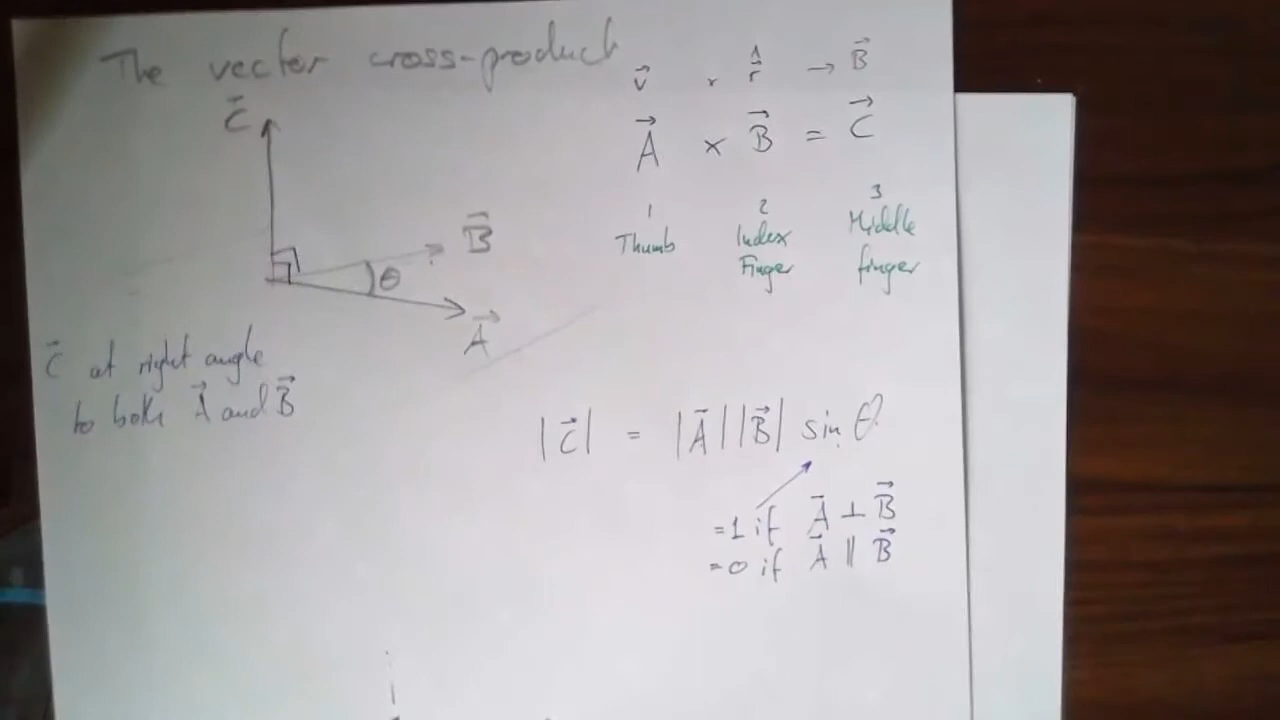 The vector cross-product
v⃗ × r̂ → B⃗
A⃗ × B⃗ = C⃗
1 2 3
Thumb Index Finger Middle finger
C⃗
B⃗
θ
A⃗
C⃗ at right angle
to both A⃗ and B⃗
|C⃗| = |A⃗||B⃗| sin θ
=1 if A⃗ ⊥ B⃗
=0 if A⃗ ∥ B⃗